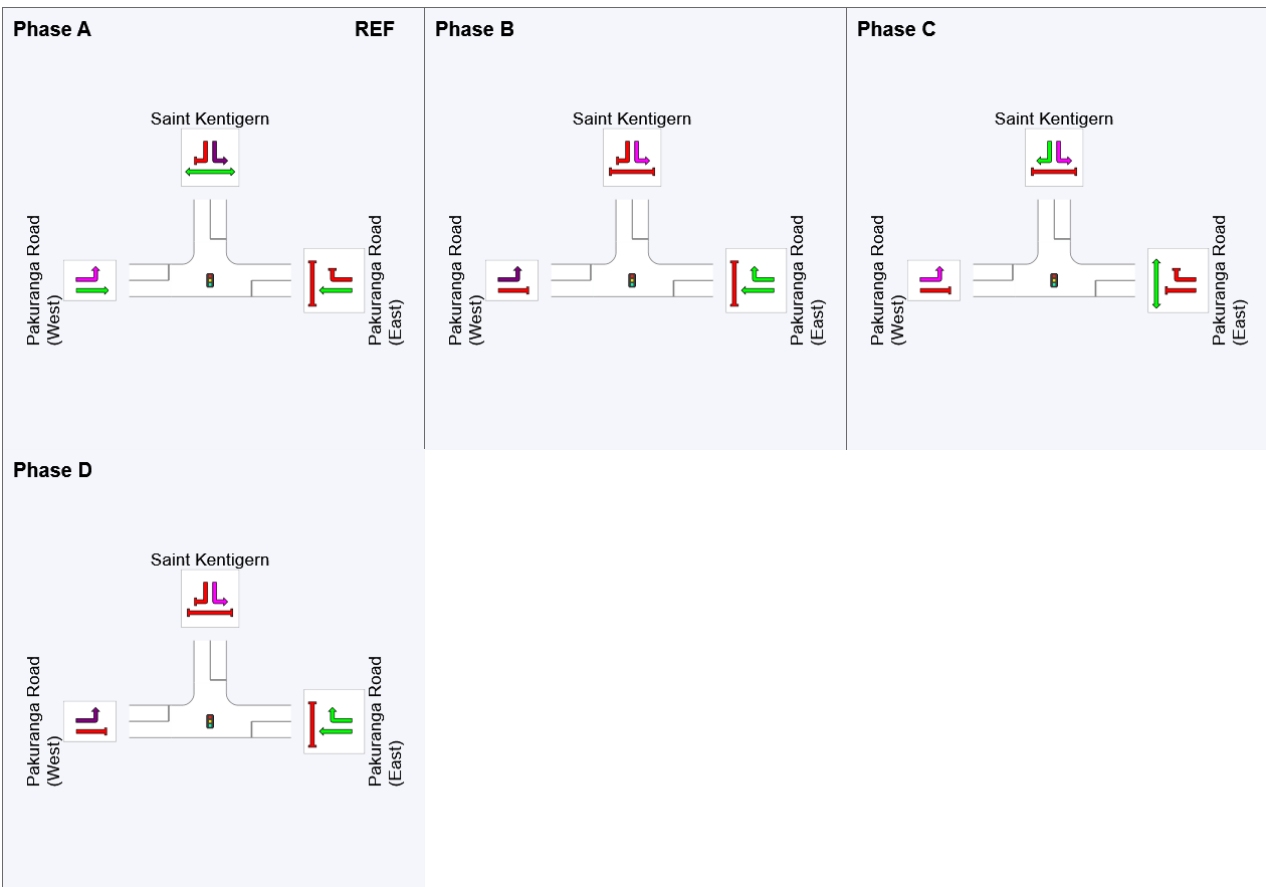 Phase A
REF
Saint Kentigern
Pakuranga Road
(West)
Pakuranga Road
(East)
Phase B
Saint Kentigern
Pakuranga Road
(West)
Pakuranga Road
(East)
Phase C
Saint Kentigern
Pakuranga Road
(West)
Pakuranga Road
(East)
Phase D
Saint Kentigern
Pakuranga Road
(West)
Pakuranga Road
(East)